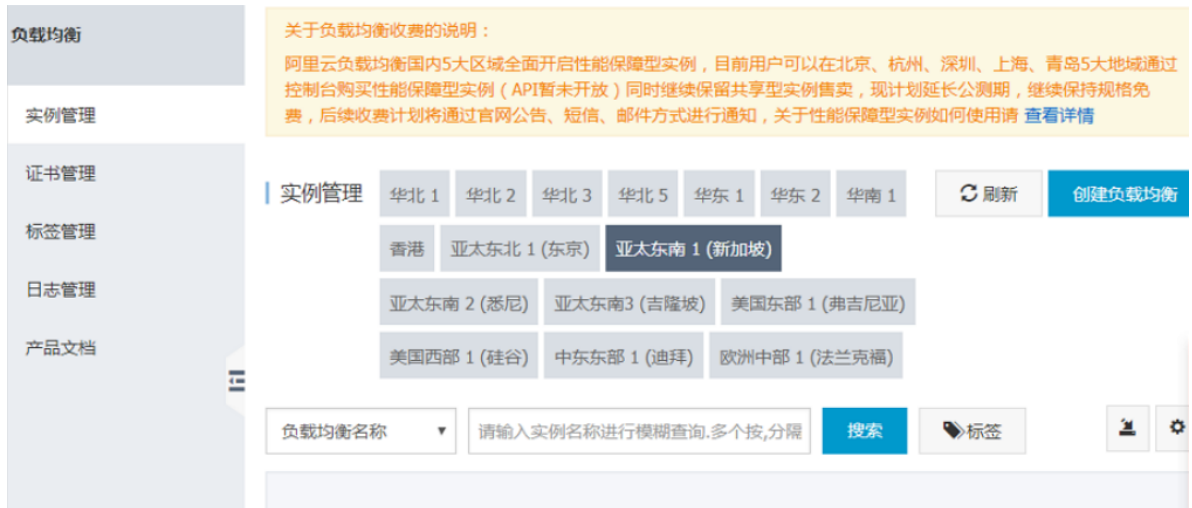 负载均衡
实例管理
证书管理
标签管理
日志管理
产品文档
关于负载均衡收费的说明：
阿里云负载均衡国内5大区域全面开启性能保障型实例，目前用户可以在北京、杭州、深圳、上海、青岛5大地域通过
控制台购买性能保障型实例（API暂未开放）同时继续保留共享型实例售卖，现计划延长公测期，继续保持规格免
费，后续收费计划将通过官网公告、短信、邮件方式进行通知，关于性能保障型实例如何使用请 查看详情
实例管理 华北 1 华北 2 华北 3 华北 5 华东 1 华东 2 华南 1 刷新 创建负载均衡
香港 亚太东北 1 (东京) 亚太东南 1 (新加坡)
亚太东南 2 (悉尼) 亚太东南3 (吉隆坡) 美国东部 1 (弗吉尼亚)
美国西部 1 (硅谷) 中东东部 1 (迪拜) 欧洲中部 1 (法兰克福)
负载均衡名称 请输入实例名称进行模糊查询.多个按,分隔 搜索 标签